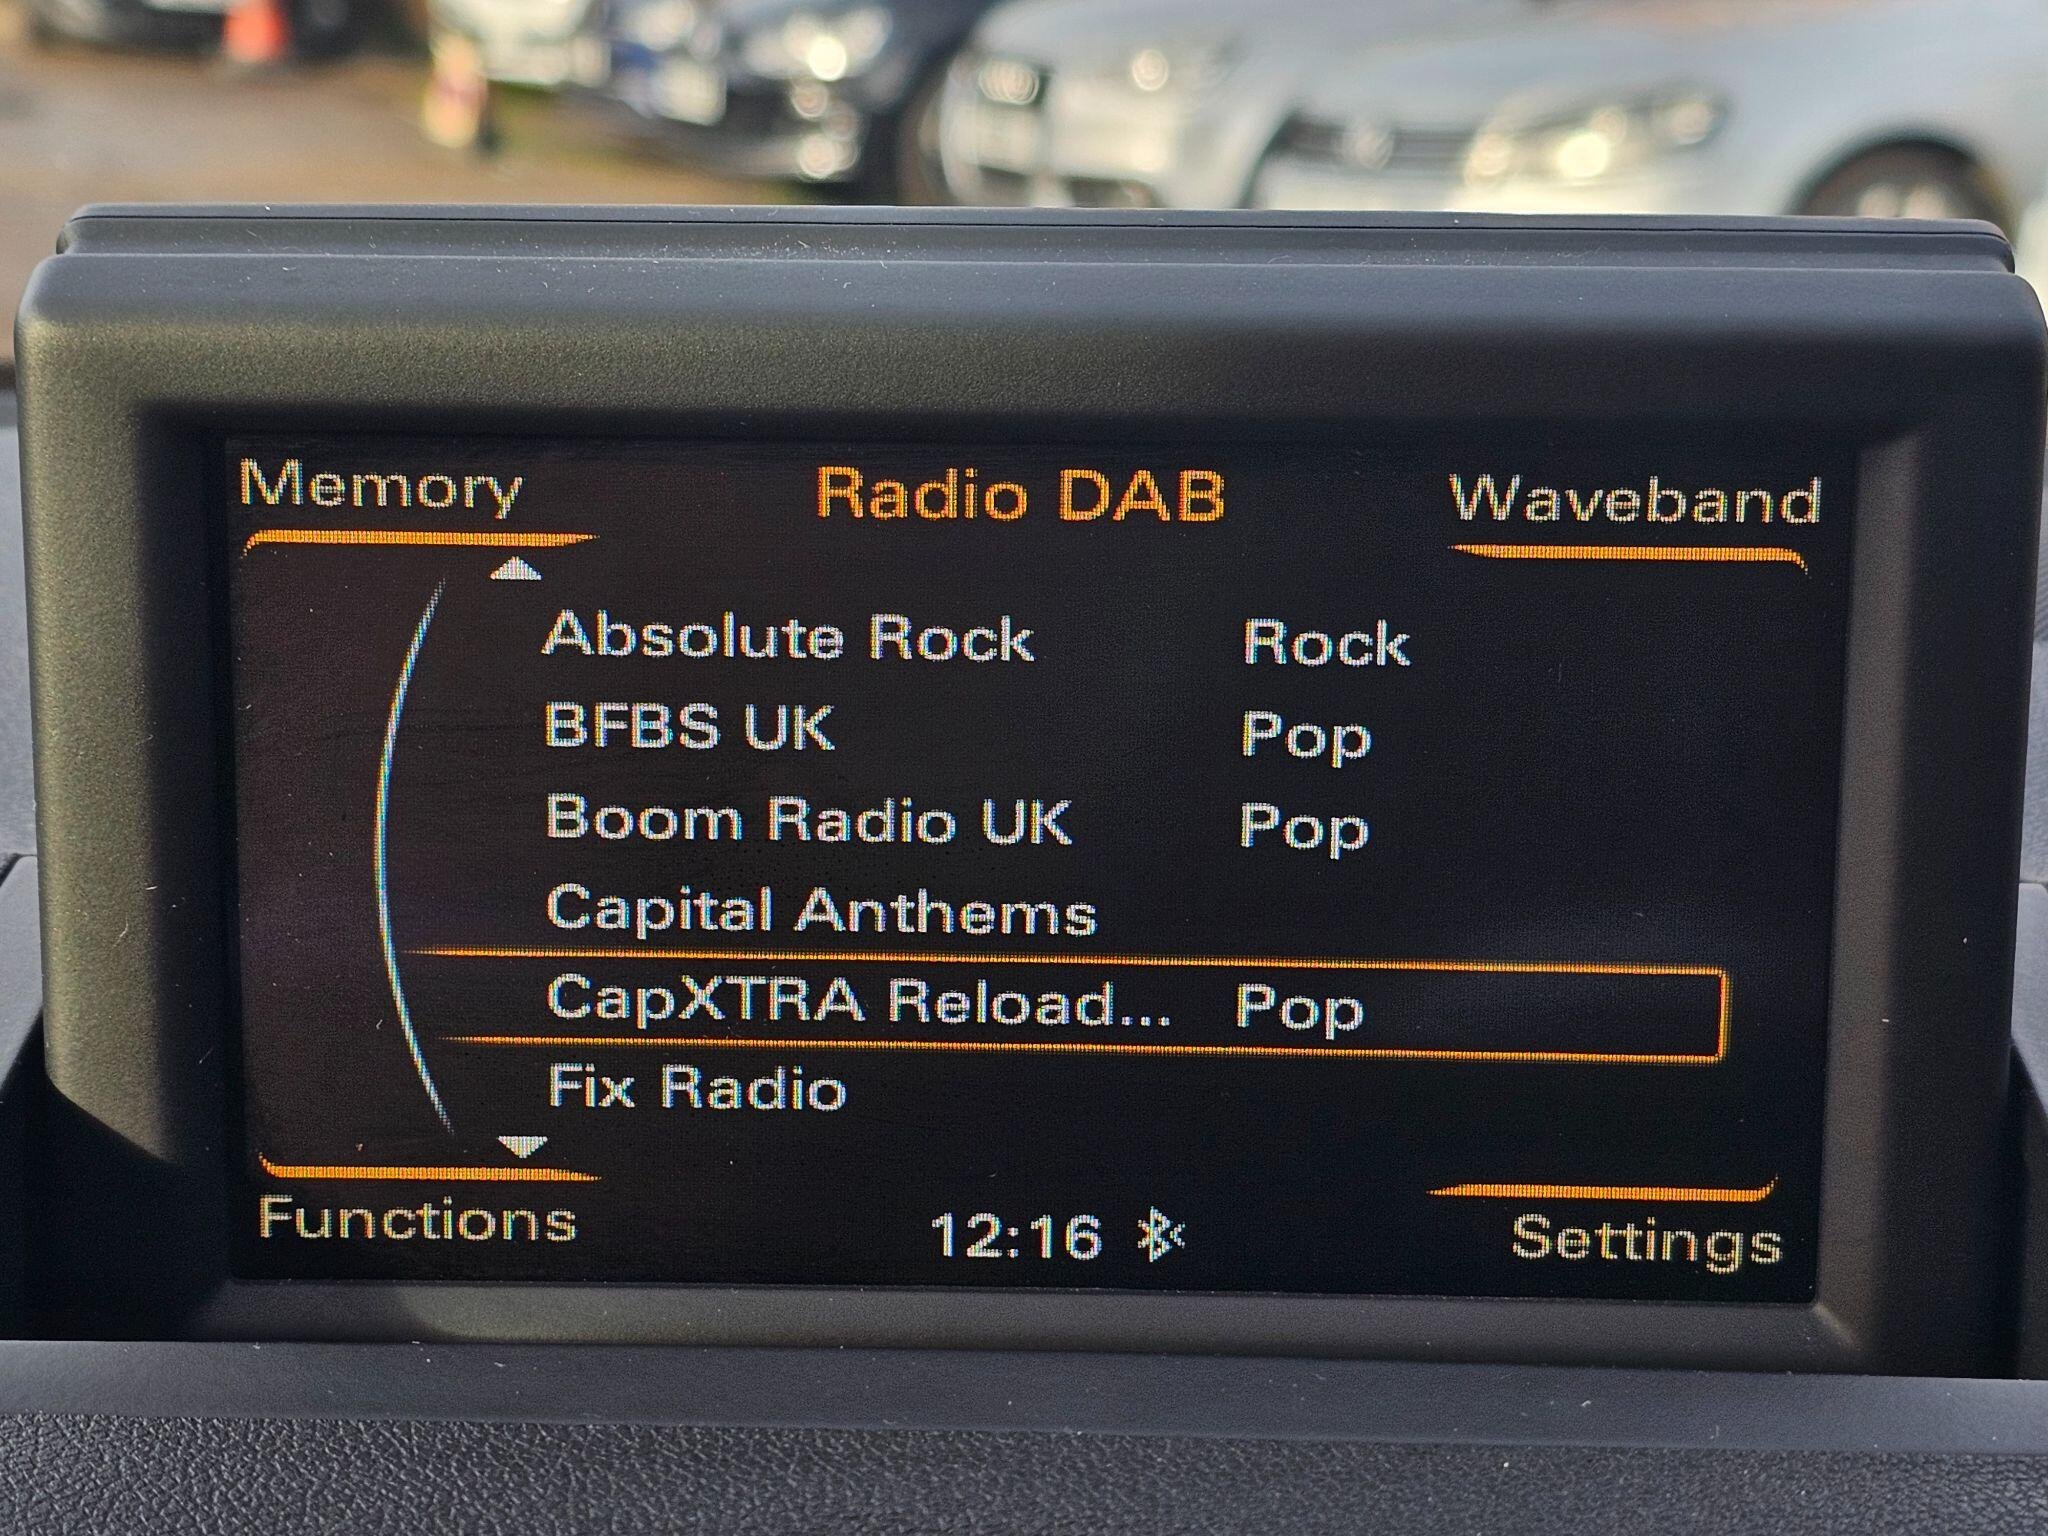 Memory Radio DAB Waveband
Absolute Rock Rock
BFBS UK Pop
Boom Radio UK Pop
Capital Anthems
CapXTRA Reload... Pop
Fix Radio
Functions 12:16 Settings